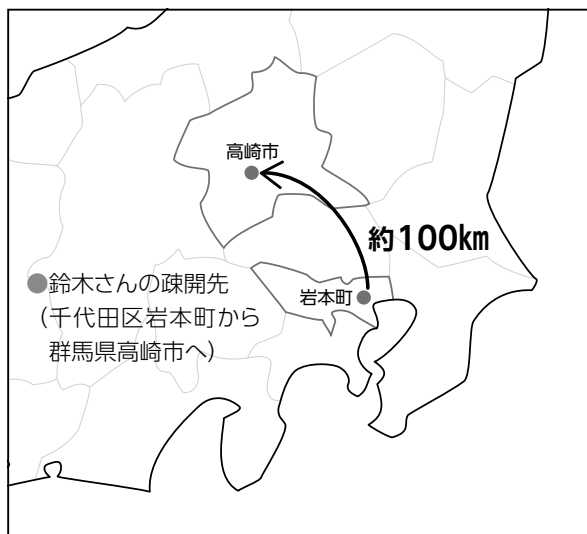 高崎市
約100㎞
岩本町
●鈴木さんの疎開先
（千代田区岩本町から
群馬県高崎市へ）